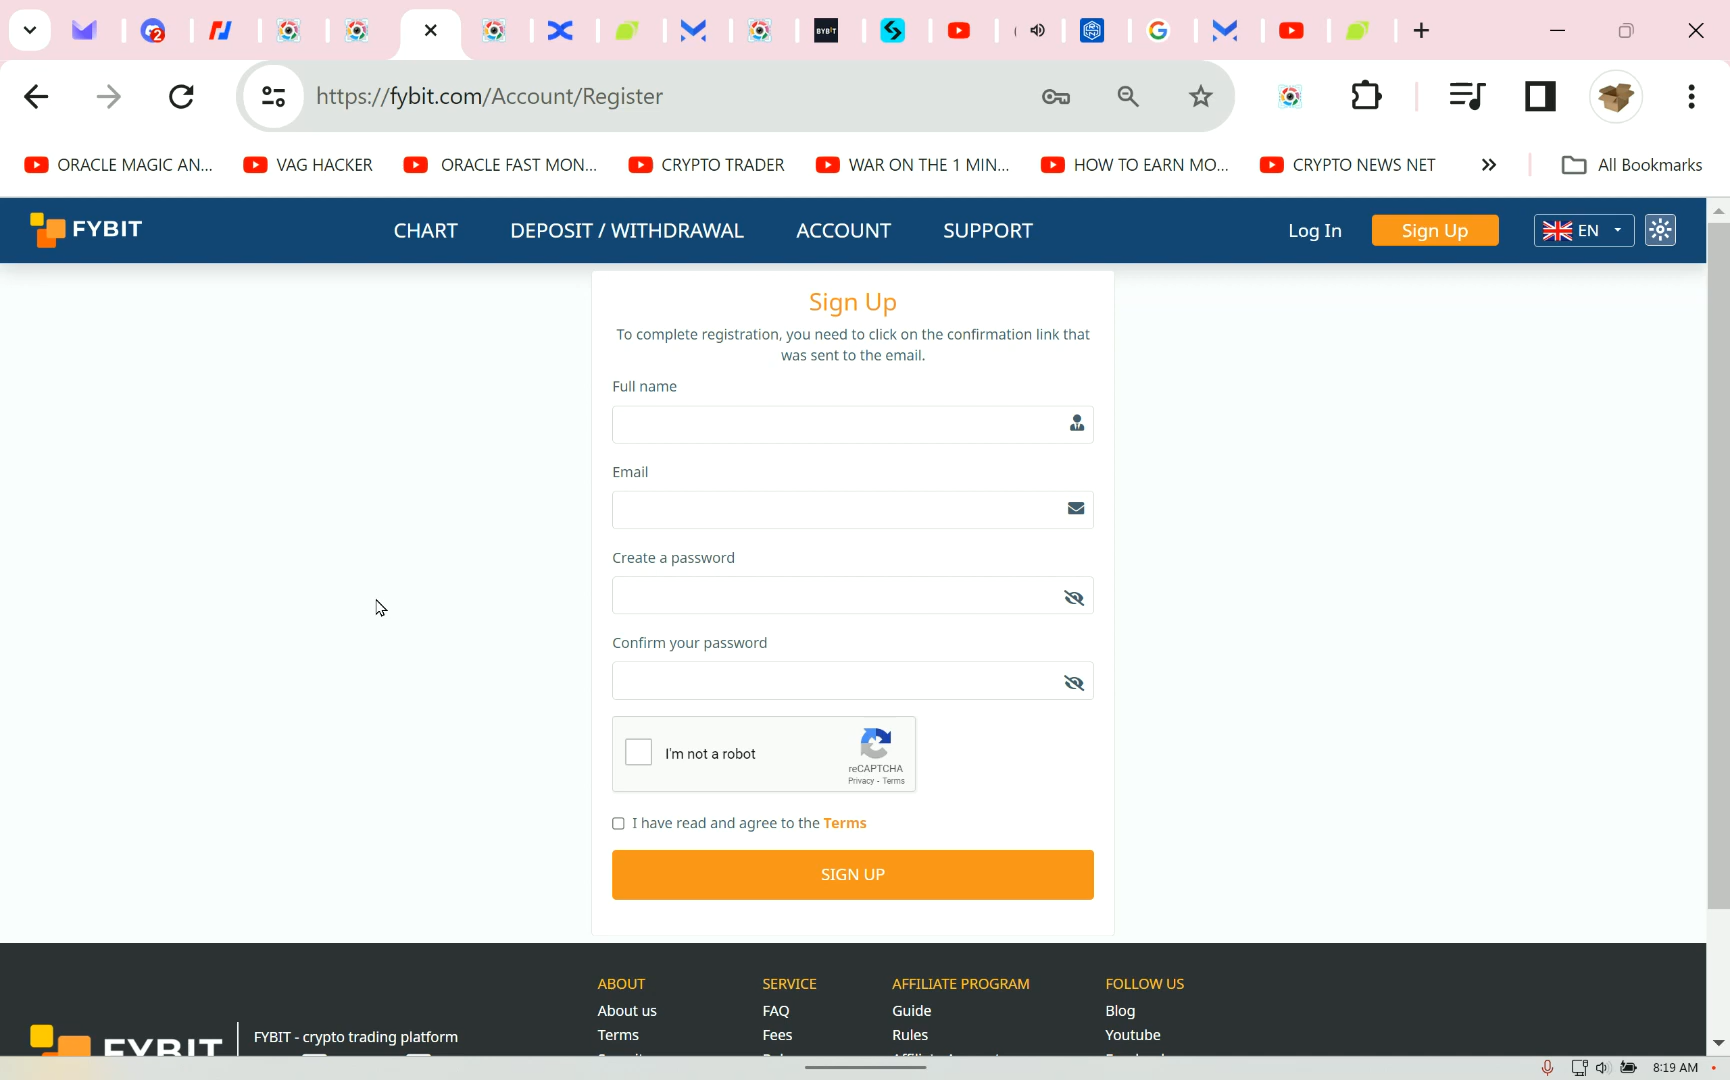 2
BYBIT
https://fybit.com/Account/Register
ORACLE MAGIC AN...
VAG HACKER
ORACLE FAST MON...
CRYPTO TRADER
WAR ON THE 1 MIN...
HOW TO EARN MO...
CRYPTO NEWS NET
All Bookmarks
FYBIT
CHART
DEPOSIT / WITHDRAWAL
ACCOUNT
SUPPORT
Log In
Sign Up
EN
Sign Up
To complete registration, you need to click on the confirmation link that
was sent to the email.
Full name
Email
Create a password
Confirm your password
I'm not a robot
reCAPTCHA
Privacy - Terms
I have read and agree to the Terms
SIGN UP
ABOUT
SERVICE
AFFILIATE PROGRAM
FOLLOW US
About us
FAQ
Guide
Blog
FYBIT
FYBIT - crypto trading platform
Terms
Fees
Rules
Youtube
8:19 AM